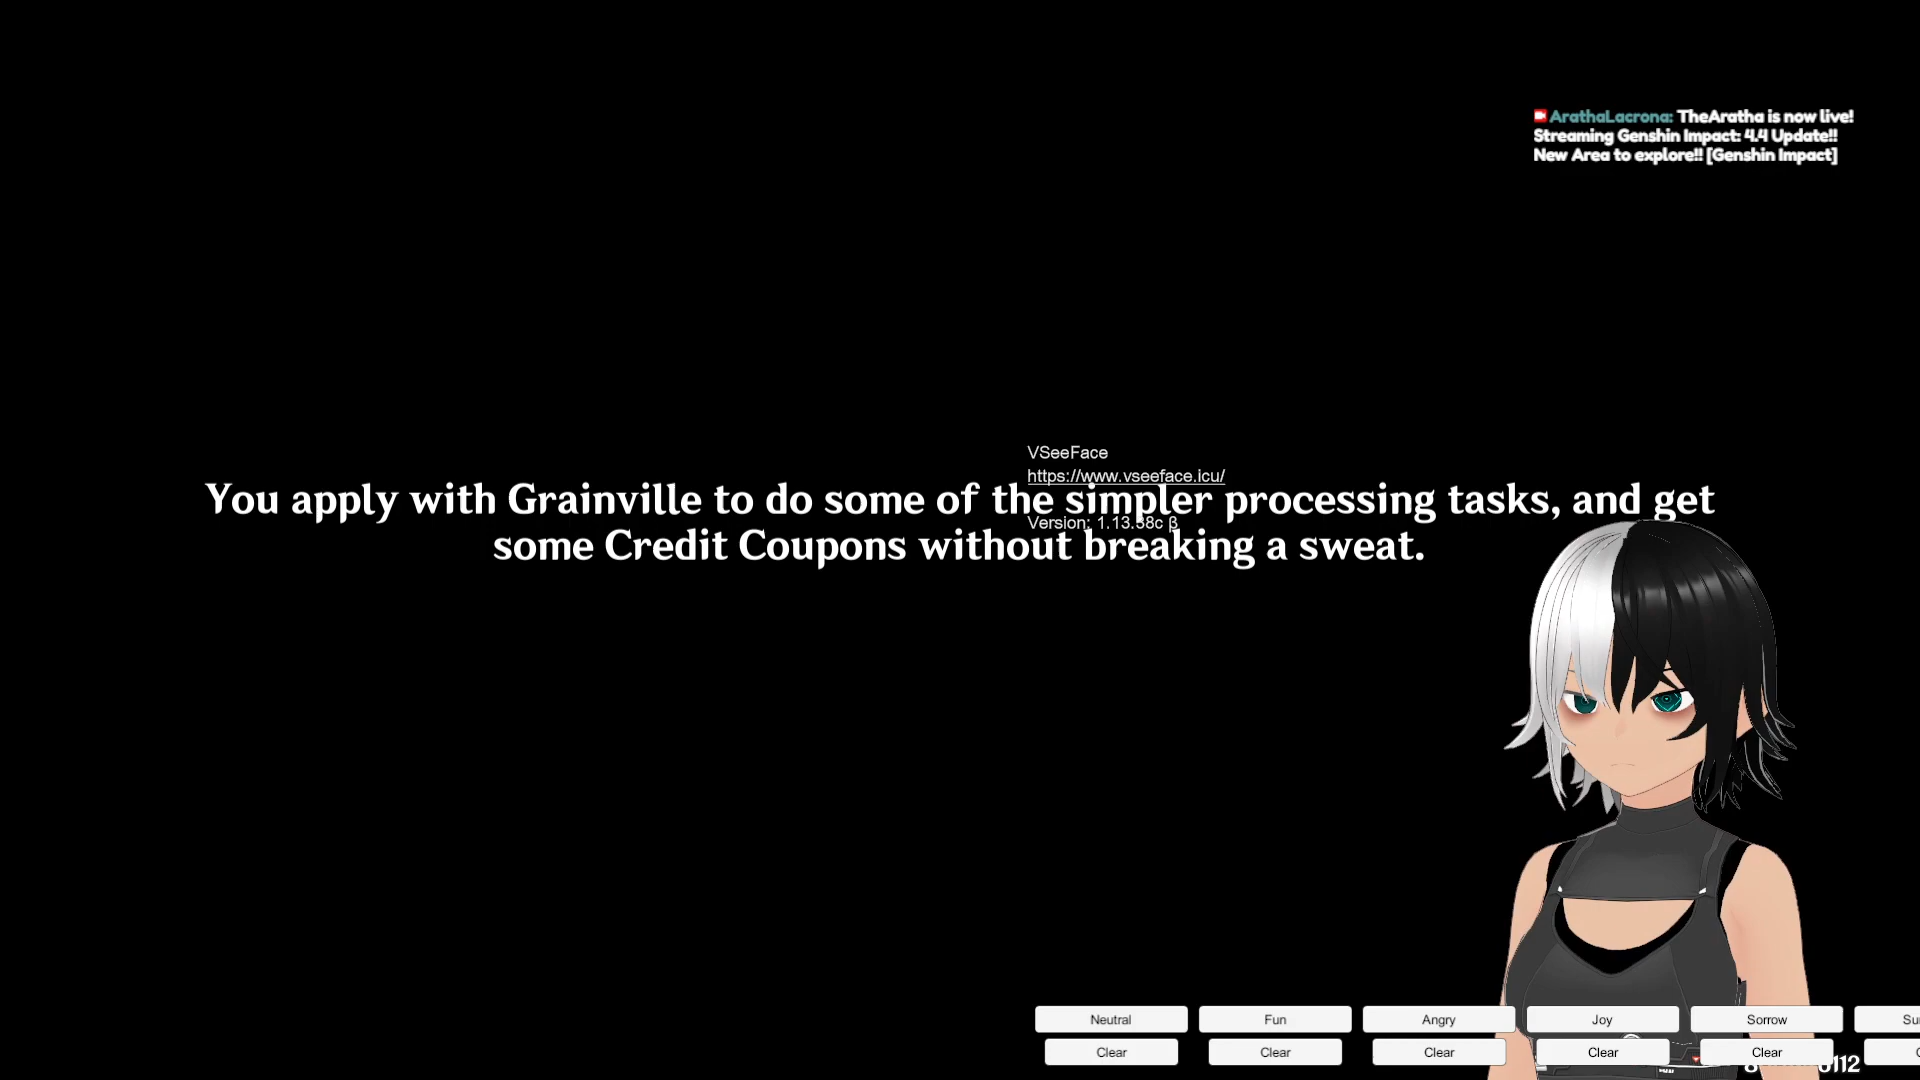 ArathaLacrona: TheAratha is now live!
Streaming Genshin Impact: 4.4 Update!!
New Area to explore!! [Genshin Impact]
VSeeFace
https://www.vseeface.icu/
You apply with Grainville to do some of the simpler processing tasks, and get
Version: 1.13.38c β
some Credit Coupons without breaking a sweat.
Neutral Fun Angry Joy Sorrow
Clear Clear Clear Clear Clear